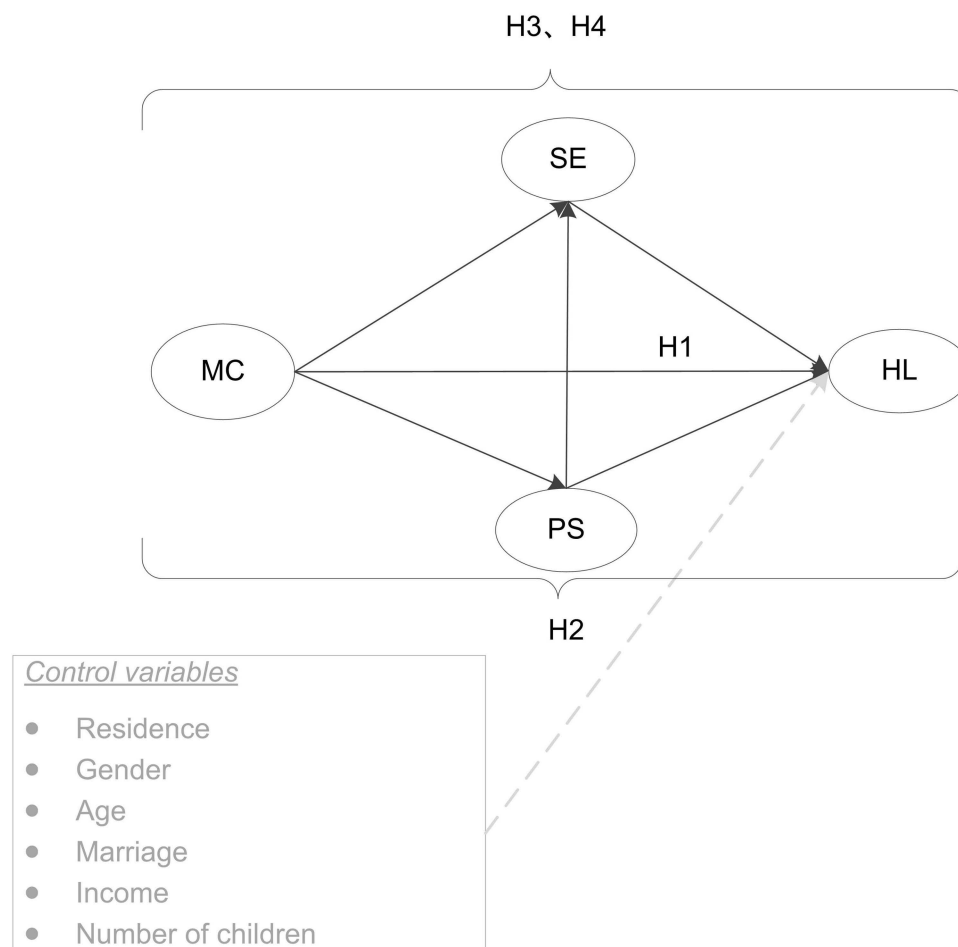 H3、H4
SE
H1
MC
HL
PS
H2
Control variables
● Residence
● Gender
● Age
● Marriage
● Income
● Number of children